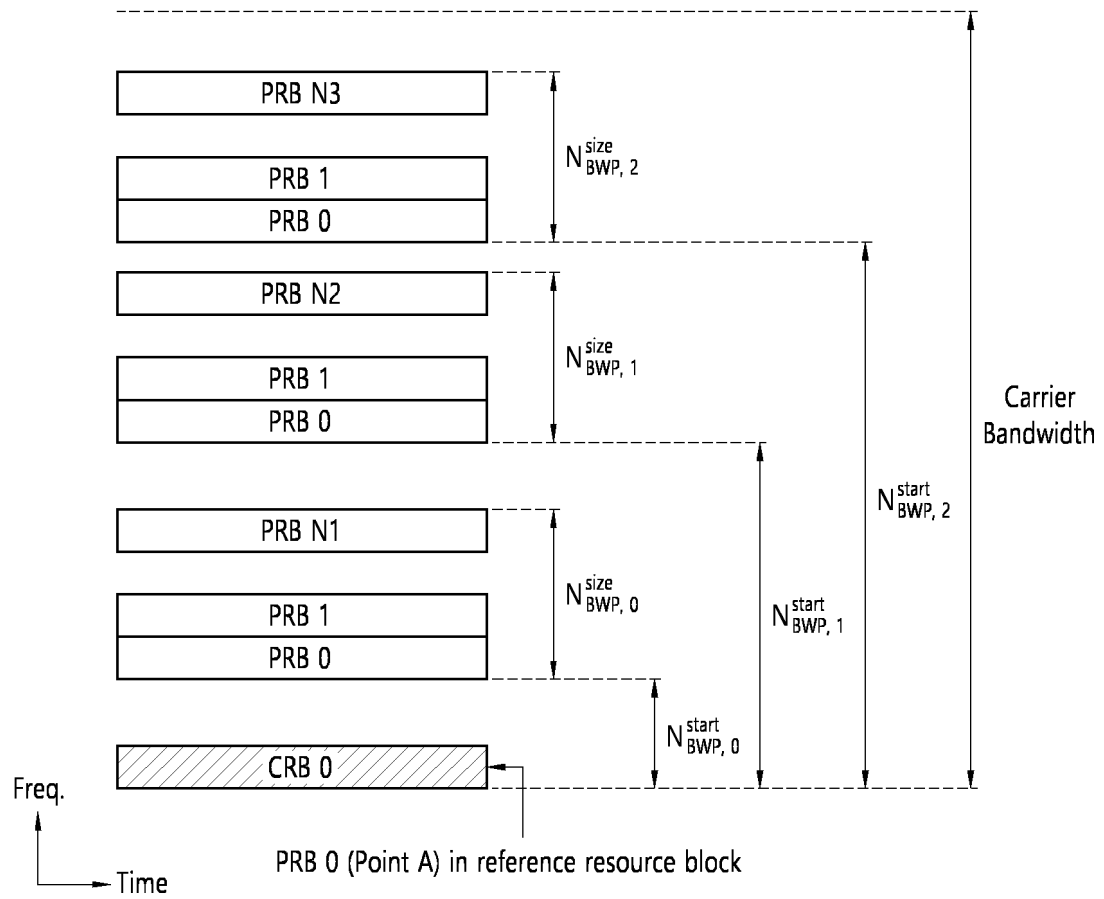 PRB N3
PRB 1
PRB 0
N^size_BWP, 2
PRB N2
PRB 1
PRB 0
N^size_BWP, 1
PRB N1
PRB 1
PRB 0
N^size_BWP, 0
N^start_BWP, 0
N^start_BWP, 1
N^start_BWP, 2
Carrier
Bandwidth
CRB 0
Freq.
Time
PRB 0 (Point A) in reference resource block